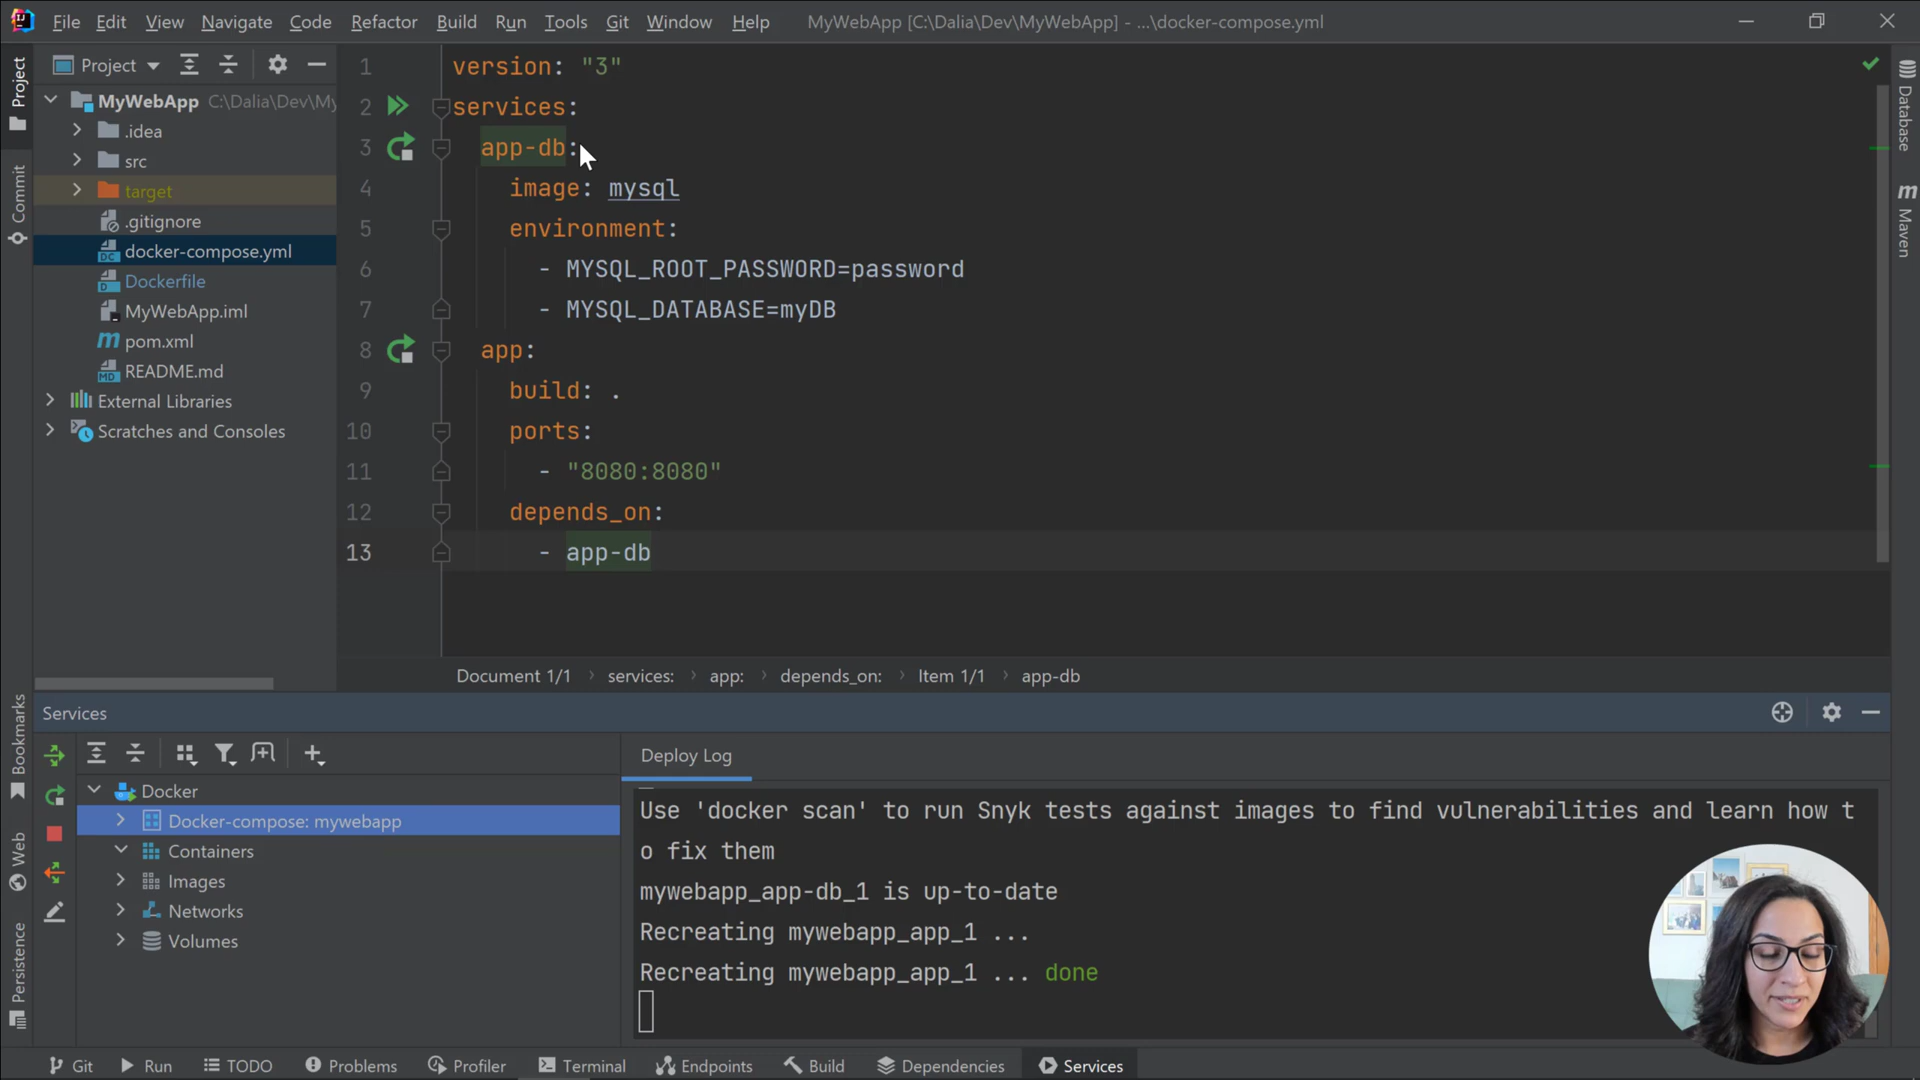 File Edit View Navigate Code Refactor Build Run Tools Git Window Help MyWebApp [C:\Dalia\Dev\MyWebApp] - ...\docker-compose.yml
Project
Commit
Bookmarks
Web
Persistence
Project
MyWebApp C:\Dalia\Dev\My
.idea
src
target
.gitignore
docker-compose.yml
Dockerfile
MyWebApp.iml
pom.xml
README.md
External Libraries
Scratches and Consoles
1 version: "3"
2 services:
3 app-db:
4 image: mysql
5 environment:
6 - MYSQL_ROOT_PASSWORD=password
7 - MYSQL_DATABASE=myDB
8 app:
9 build: .
10 ports:
11 - "8080:8080"
12 depends_on:
13 - app-db
Document 1/1 › services: › app: › depends_on: › Item 1/1 › app-db
Database
Maven
Services
Docker
Docker-compose: mywebapp
Containers
Images
Networks
Volumes
Deploy Log
Use 'docker scan' to run Snyk tests against images to find vulnerabilities and learn how t
o fix them
mywebapp_app-db_1 is up-to-date
Recreating mywebapp_app_1 ...
Recreating mywebapp_app_1 ... done
Git Run TODO Problems Profiler Terminal Endpoints Build Dependencies Services